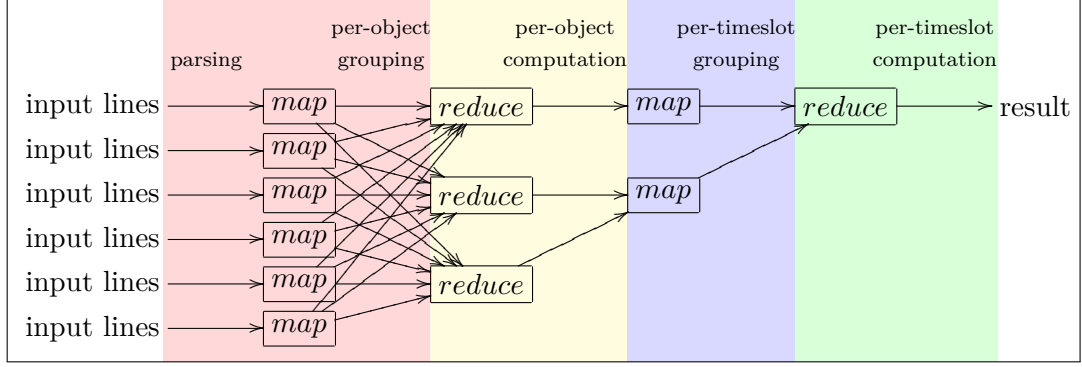 per-object per-object per-timeslot per-timeslot
parsing grouping computation grouping computation
input lines map reduce map reduce result
input lines map
input lines map reduce map
input lines map
input lines map reduce
input lines map